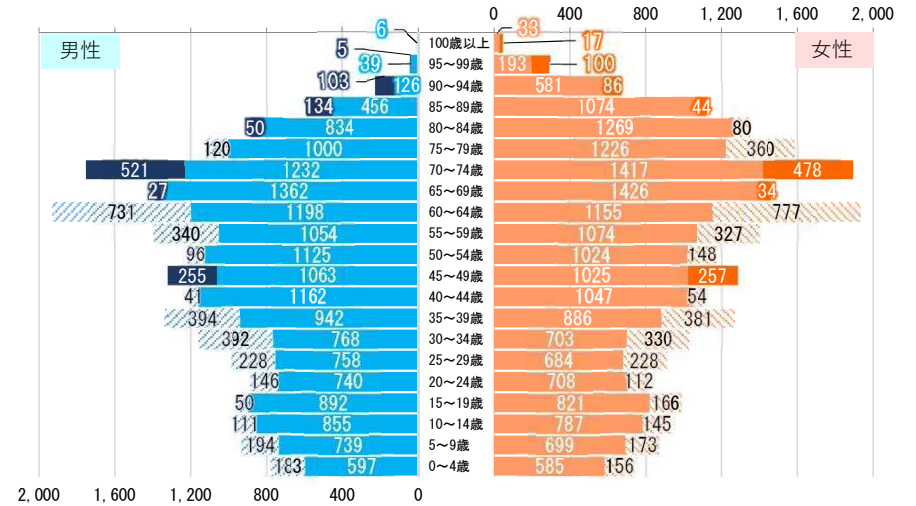 0 400 800 1,200 1,600 2,000
男性 女性
6 100歳以上 33 17
5 39 95~99歳 193 100
103 126 90~94歳 581 86
134 456 85~89歳 1074 44
50 834 80~84歳 1269 80
120 1000 75~79歳 1226 360
521 1232 70~74歳 1417 478
27 1362 65~69歳 1426 34
731 1198 60~64歳 1155 777
340 1054 55~59歳 1074 327
96 1125 50~54歳 1024 148
255 1063 45~49歳 1025 257
41 1162 40~44歳 1047 54
394 942 35~39歳 886 381
392 768 30~34歳 703 330
228 758 25~29歳 684 228
146 740 20~24歳 708 112
50 892 15~19歳 821 166
111 855 10~14歳 787 145
194 739 5~9歳 699 173
183 597 0~4歳 585 156
2,000 1,600 1,200 800 400 0